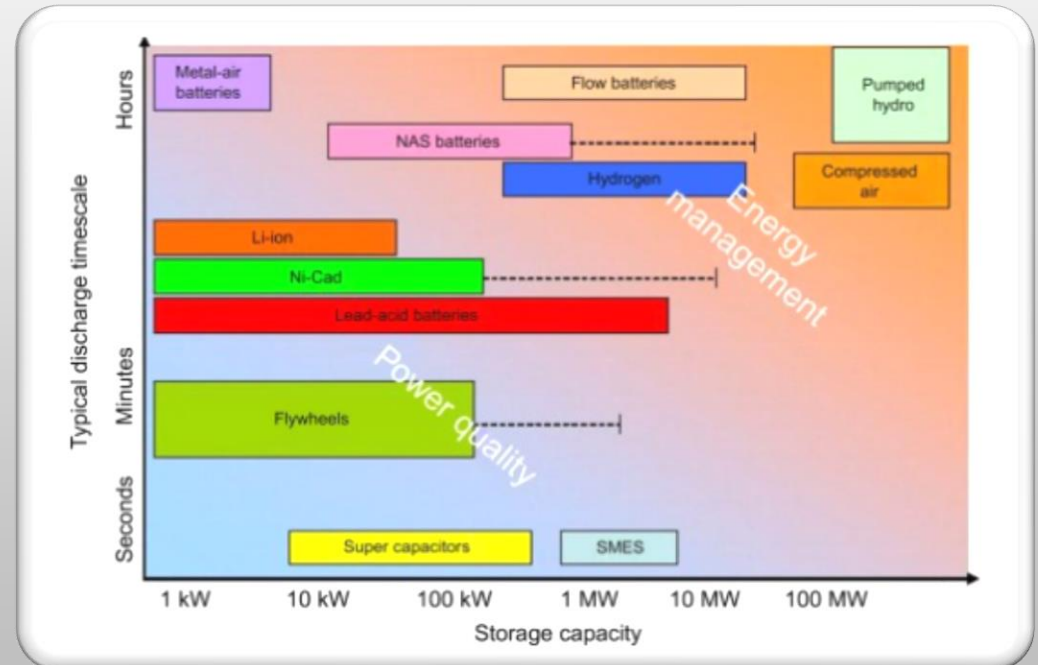 Hours
Minutes
Seconds
Typical discharge timescale
Metal-air
batteries
Flow batteries
Pumped
hydro
NAS batteries
Hydrogen
Compressed
air
Energy
management
Li-ion
Ni-Cad
Lead-acid batteries
Power quality
Flywheels
Super capacitors
SMES
1 kW
10 kW
100 kW
1 MW
10 MW
100 MW
Storage capacity